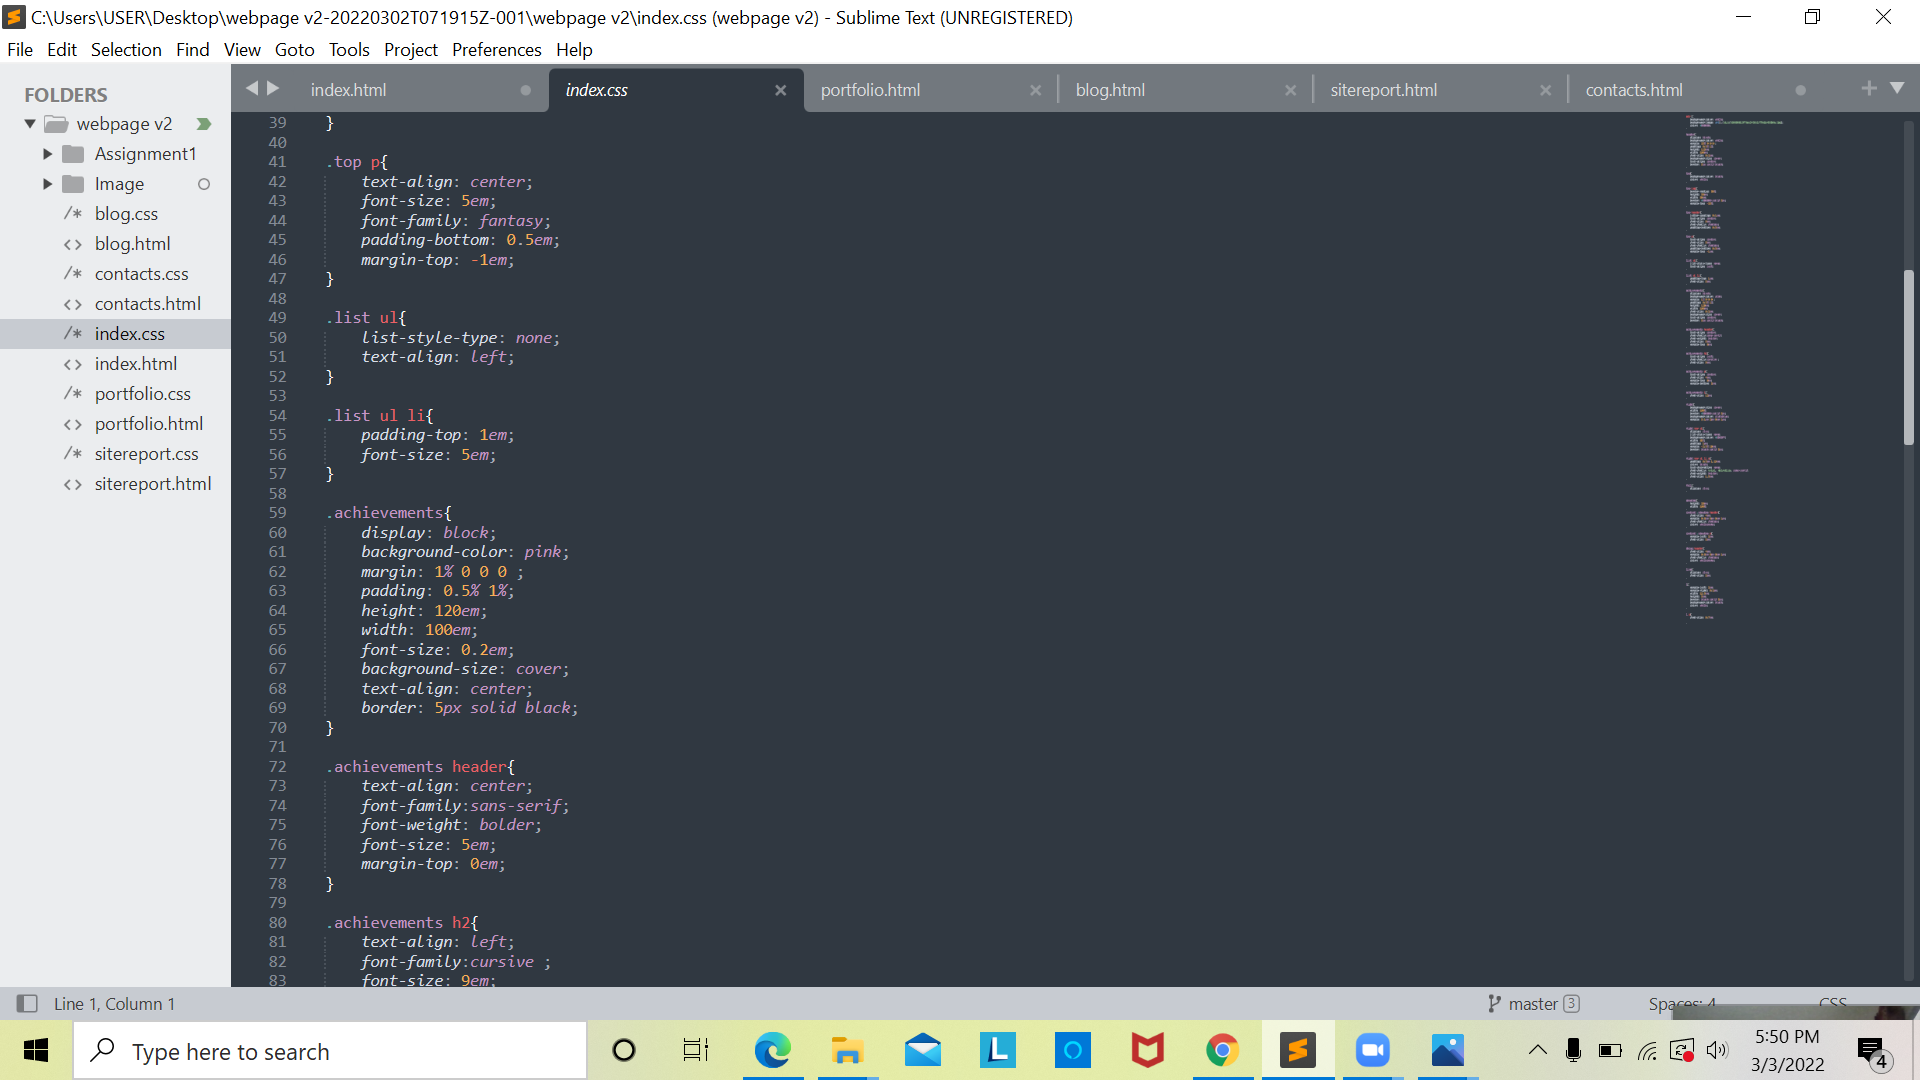 C:\Users\USER\Desktop\webpage v2-20220302T071915Z-001\webpage v2\index.css (webpage v2) - Sublime Text (UNREGISTERED)
File Edit Selection Find View Goto Tools Project Preferences Help
FOLDERS
webpage v2
Assignment1
Image
/* blog.css
<> blog.html
/* contacts.css
<> contacts.html
/* index.css
<> index.html
/* portfolio.css
<> portfolio.html
/* sitereport.css
<> sitereport.html
index.html index.css portfolio.html blog.html sitereport.html contacts.html
39 }
40
41 .top p{
42 text-align: center;
43 font-size: 5em;
44 font-family: fantasy;
45 padding-bottom: 0.5em;
46 margin-top: -1em;
47 }
48
49 .list ul{
50 list-style-type: none;
51 text-align: left;
52 }
53
54 .list ul li{
55 padding-top: 1em;
56 font-size: 5em;
57 }
58
59 .achievements{
60 display: block;
61 background-color: pink;
62 margin: 1% 0 0 0 ;
63 padding: 0.5% 1%;
64 height: 120em;
65 width: 100em;
66 font-size: 0.2em;
67 background-size: cover;
68 text-align: center;
69 border: 5px solid black;
70 }
71
72 .achievements header{
73 text-align: center;
74 font-family:sans-serif;
75 font-weight: bolder;
76 font-size: 5em;
77 margin-top: 0em;
78 }
79
80 .achievements h2{
81 text-align: left;
82 font-family:cursive ;
83 font-size: 9em;
Line 1, Column 1
master 3
Spaces: 4
CSS
Type here to search
5:50 PM
3/3/2022
4